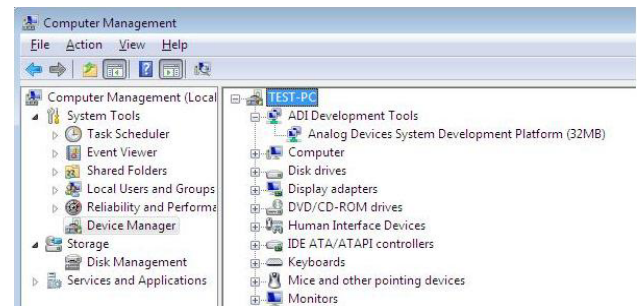 Computer Management
File Action View Help
Computer Management (Local
System Tools
Task Scheduler
Event Viewer
Shared Folders
Local Users and Groups
Reliability and Performa
Device Manager
Storage
Disk Management
Services and Applications
TEST-PC
ADI Development Tools
Analog Devices System Development Platform (32MB)
Computer
Disk drives
Display adapters
DVD/CD-ROM drives
Human Interface Devices
IDE ATA/ATAPI controllers
Keyboards
Mice and other pointing devices
Monitors